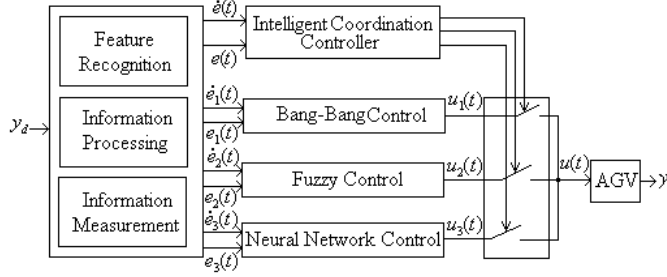 ė(t)
e(t)
Intelligent Coordination
Controller
Feature
Recognition
Information
Processing
Information
Measurement
y_d
ė₁(t)
e₁(t)
Bang-Bang Control
u₁(t)
ė₂(t)
e₂(t)
Fuzzy Control
u₂(t)
ė₃(t)
e₃(t)
Neural Network Control
u₃(t)
u(t)
AGV
y